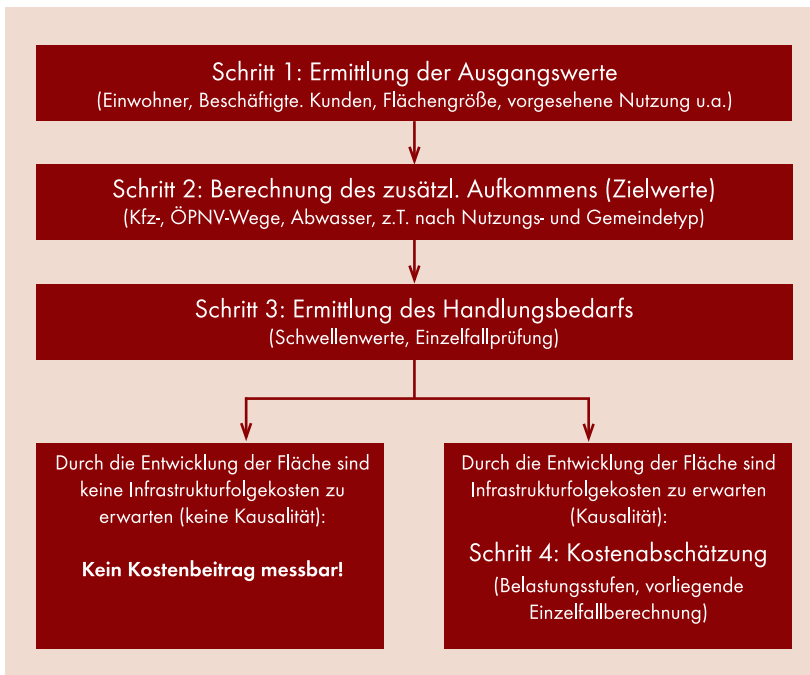 Schritt 1: Ermittlung der Ausgangswerte
(Einwohner, Beschäftigte. Kunden, Flächengröße, vorgesehene Nutzung u.a.)
Schritt 2: Berechnung des zusätzl. Aufkommens (Zielwerte)
(Kfz-, ÖPNV-Wege, Abwasser, z.T. nach Nutzungs- und Gemeindetyp)
Schritt 3: Ermittlung des Handlungsbedarfs
(Schwellenwerte, Einzelfallprüfung)
Durch die Entwicklung der Fläche sind
keine Infrastrukturfolgekosten zu
erwarten (keine Kausalität):
Kein Kostenbeitrag messbar!
Durch die Entwicklung der Fläche sind
Infrastrukturfolgekosten zu erwarten
(Kausalität):
Schritt 4: Kostenabschätzung
(Belastungsstufen, vorliegende
Einzelfallberechnung)